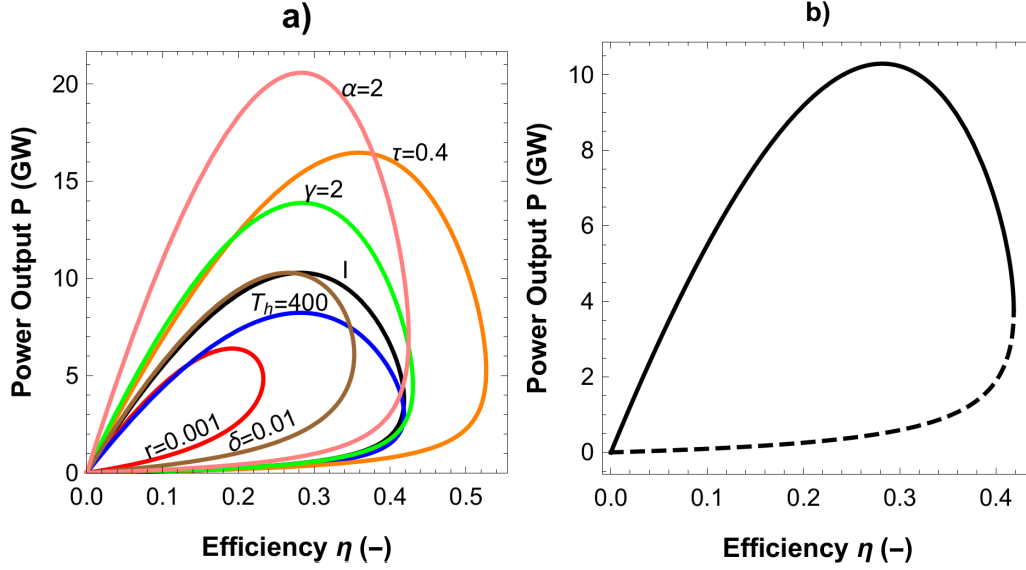 a)
Power Output P (GW)
20
15
10
5
0
α=2
τ=0.4
γ=2
I
T_h=400
r=0.001
δ=0.01
0.0 0.1 0.2 0.3 0.4 0.5
Efficiency η (–)
b)
Power Output P (GW)
10
8
6
4
2
0
0.0 0.1 0.2 0.3 0.4
Efficiency η (–)